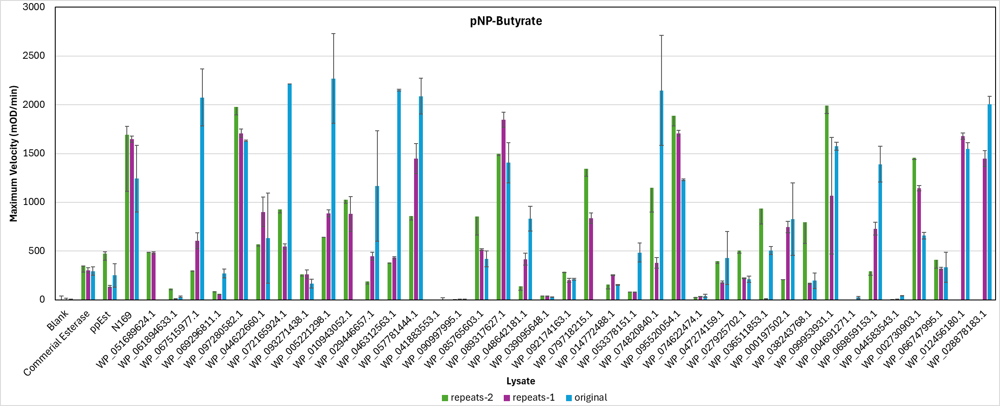 pNP-Butyrate
Maximum Velocity (mOD/min)
3000
2500
2000
1500
1000
500
0
Blank
Commerial Esterase
ppEst
N169
WP_051689624.1
WP_061894633.1
WP_067515977.1
WP_069296811.1
WP_097280582.1
WP_044622660.1
WP_072165924.1
WP_093271438.1
WP_005221298.1
WP_010943052.1
WP_029446657.1
WP_046312563.1
WP_057781444.1
WP_041883553.1
WP_090997995.1
WP_085765603.1
WP_089317627.1
WP_048642181.1
WP_039095648.1
WP_092174163.1
WP_079718215.1
WP_014772488.1
WP_053378151.1
WP_074820840.1
WP_095520054.1
WP_074622474.1
WP_047274159.1
WP_027925702.1
WP_036511853.1
WP_000197502.1
WP_038243768.1
WP_099953931.1
WP_004691271.1
WP_069859153.1
WP_044583543.1
WP_002730903.1
WP_066747995.1
WP_012456180.1
WP_028878183.1
Lysate
repeats-2 repeats-1 original